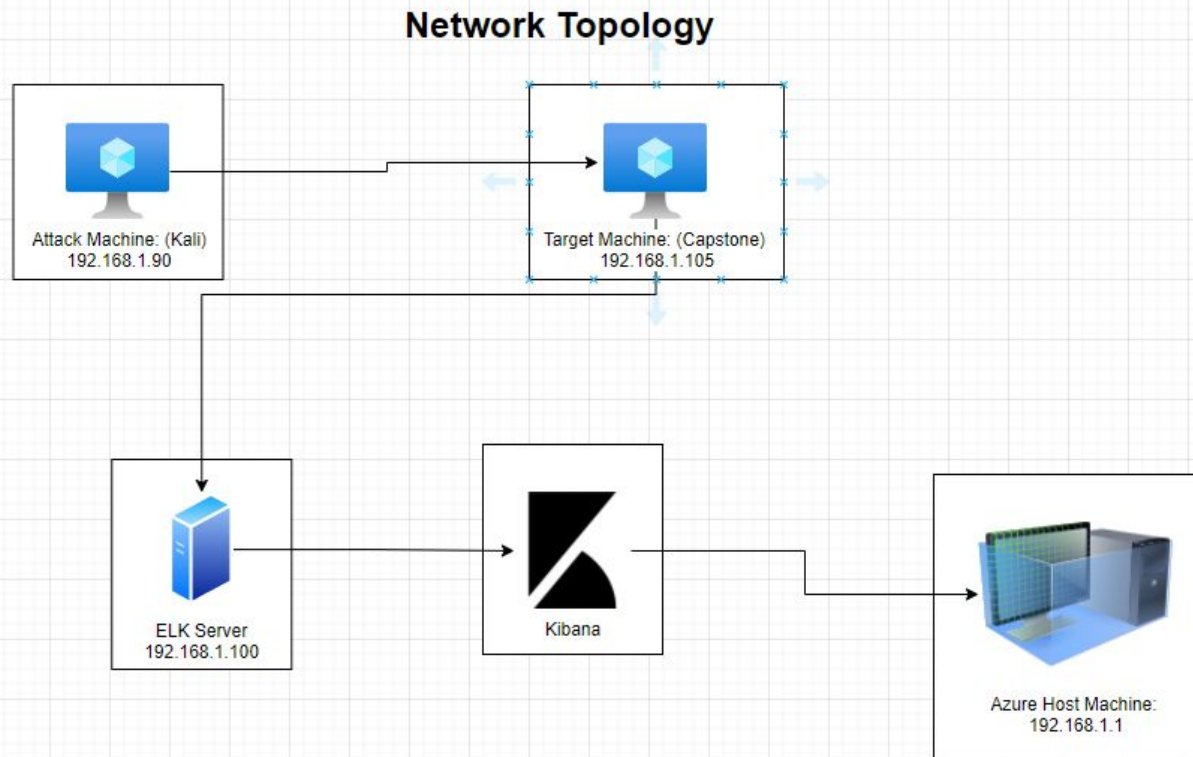 Network Topology
Attack Machine: (Kali)
192.168.1.90
Target Machine: (Capstone)
192.168.1.105
ELK Server
192.168.1.100
Kibana
Azure Host Machine:
192.168.1.1